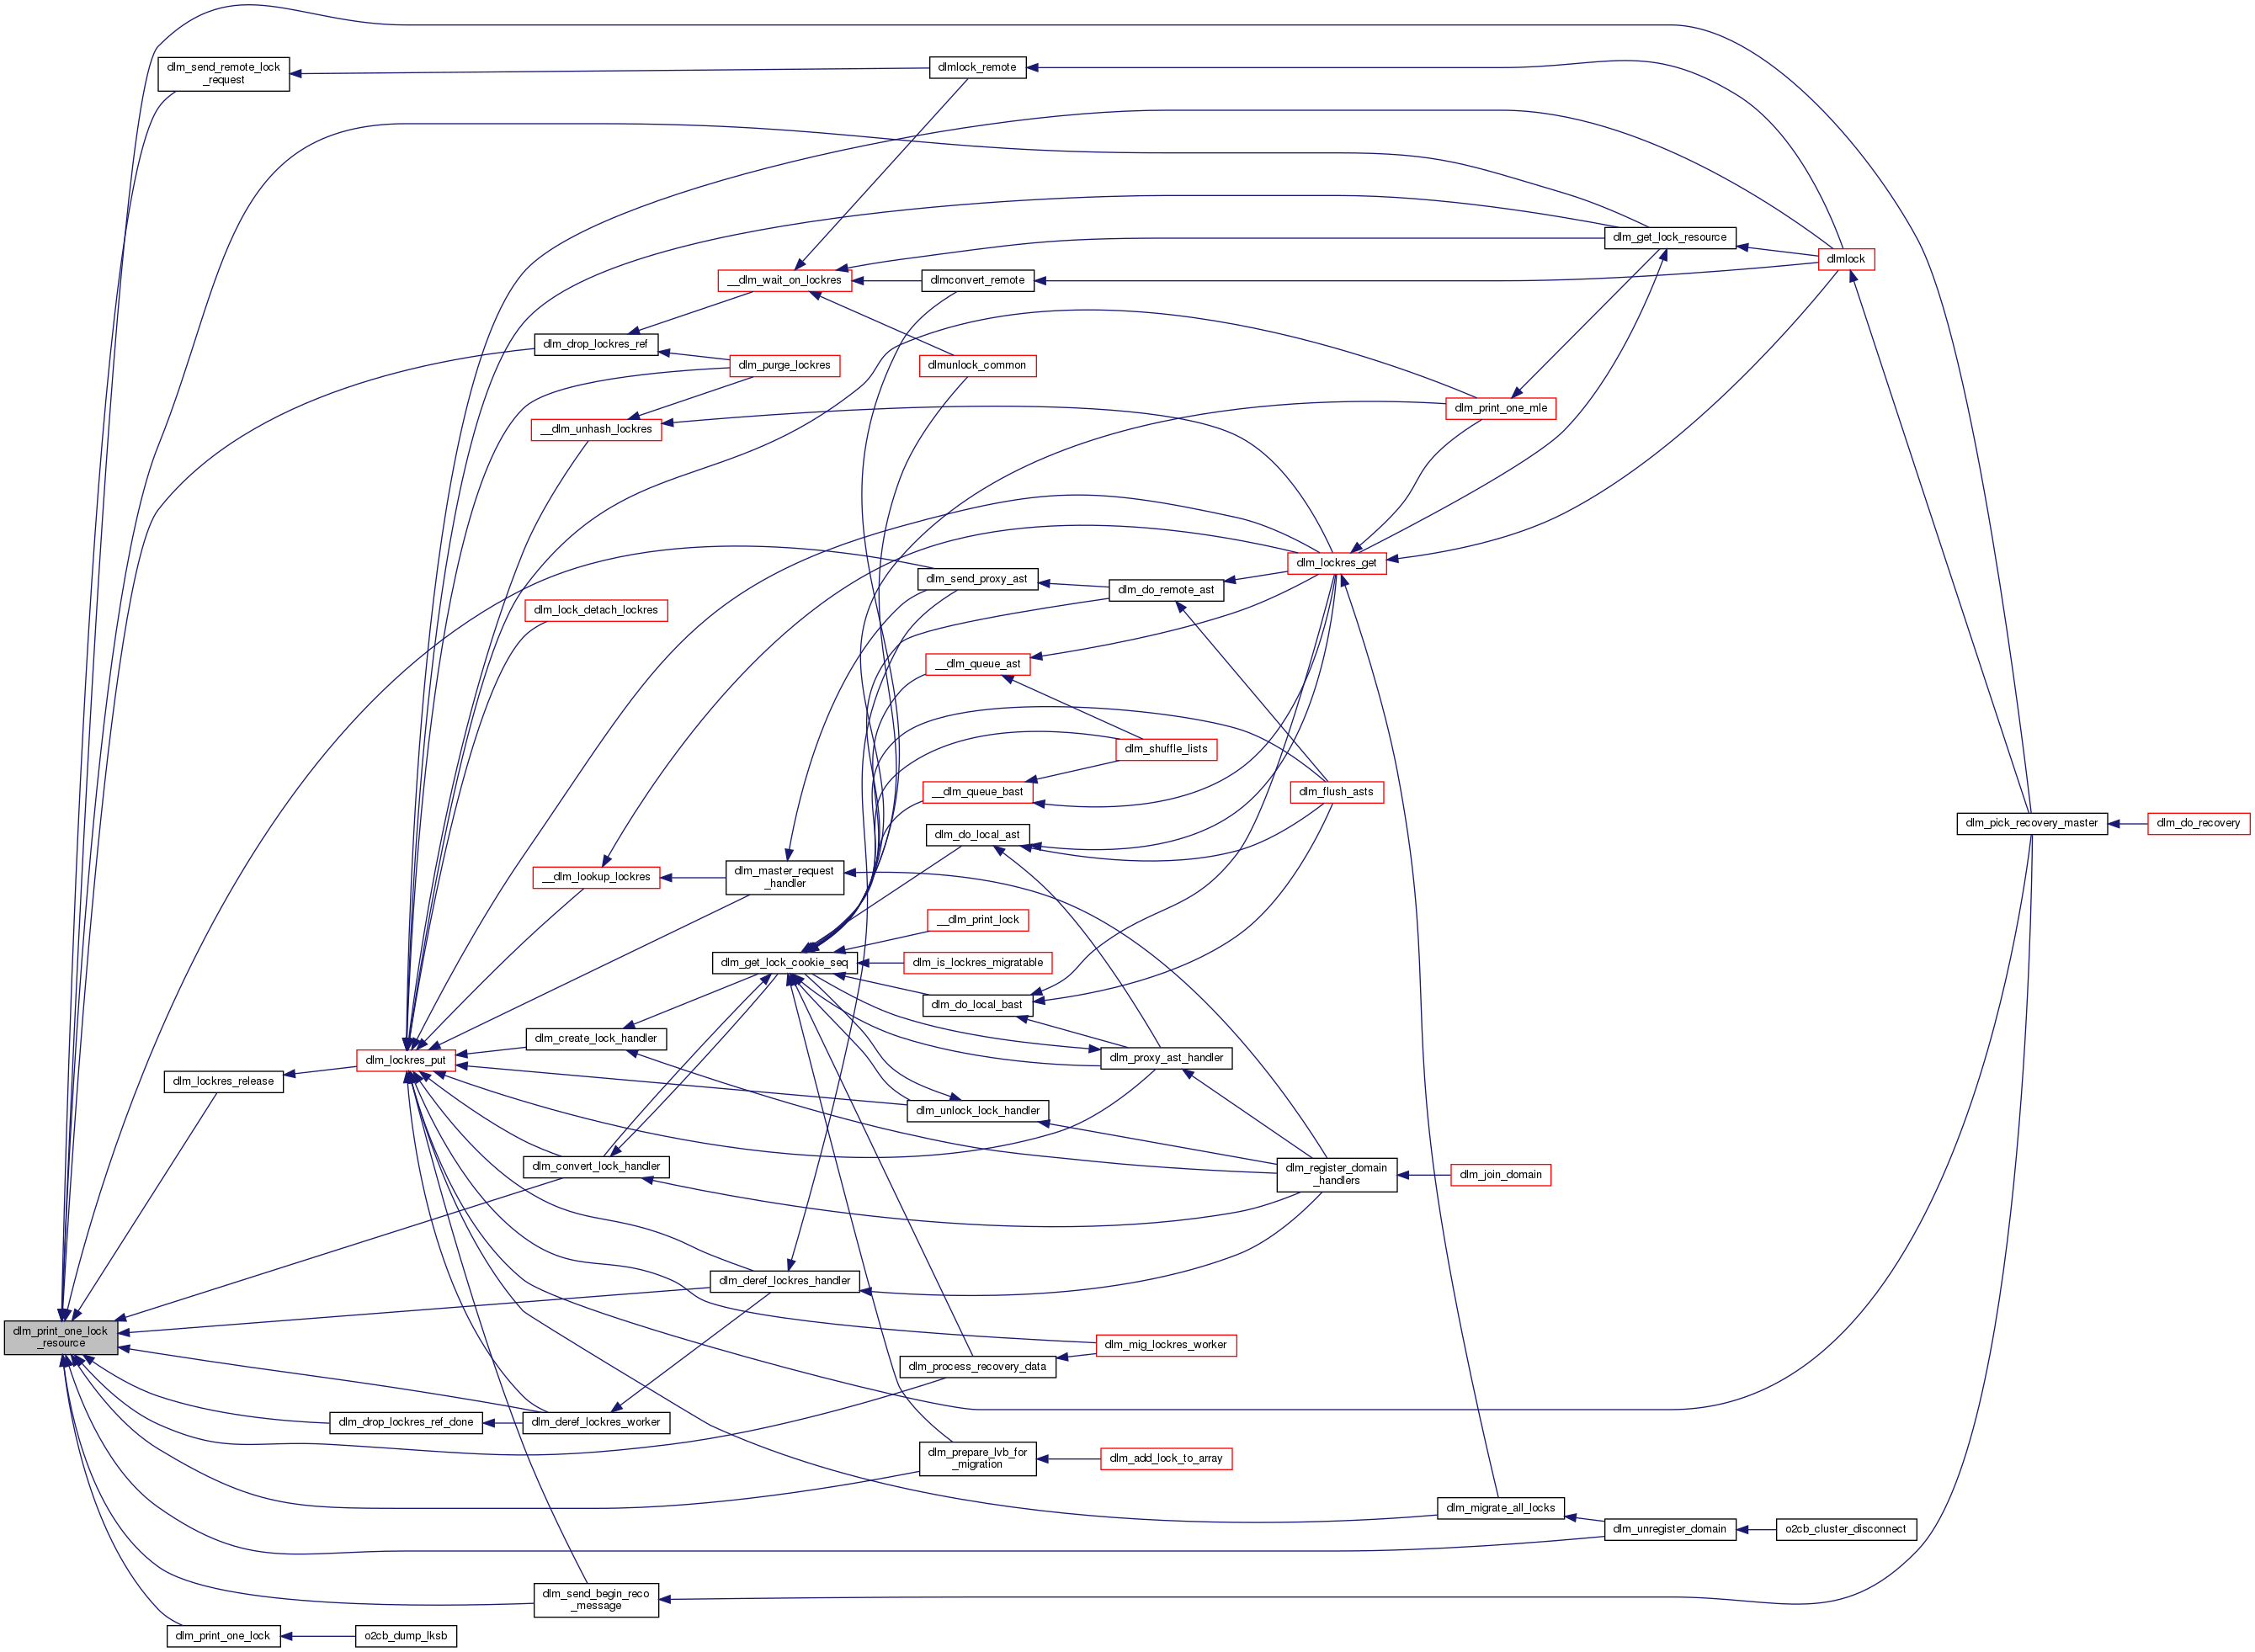 dlm_send_remote_lock
_request
dlmlock_remote
dlm_get_lock_resource
dlmlock
__dlm_wait_on_lockres
dlmconvert_remote
dlm_drop_lockres_ref
dlm_purge_lockres
dlmunlock_common
dlm_print_one_mle
__dlm_unhash_lockres
dlm_lockres_get
dlm_send_proxy_ast
dlm_do_remote_ast
dlm_lock_detach_lockres
__dlm_queue_ast
dlm_shuffle_lists
__dlm_queue_bast
dlm_flush_asts
dlm_pick_recovery_master
dlm_do_recovery
dlm_do_local_ast
__dlm_lookup_lockres
dlm_master_request
_handler
__dlm_print_lock
dlm_get_lock_cookie_seq
dlm_is_lockres_migratable
dlm_do_local_bast
dlm_create_lock_handler
dlm_proxy_ast_handler
dlm_lockres_put
dlm_lockres_release
dlm_unlock_lock_handler
dlm_convert_lock_handler
dlm_register_domain
_handlers
dlm_join_domain
dlm_deref_lockres_handler
dlm_print_one_lock
_resource
dlm_mig_lockres_worker
dlm_process_recovery_data
dlm_drop_lockres_ref_done
dlm_deref_lockres_worker
dlm_prepare_lvb_for
_migration
dlm_add_lock_to_array
dlm_migrate_all_locks
dlm_unregister_domain
o2cb_cluster_disconnect
dlm_send_begin_reco
_message
dlm_print_one_lock
o2cb_dump_lksb